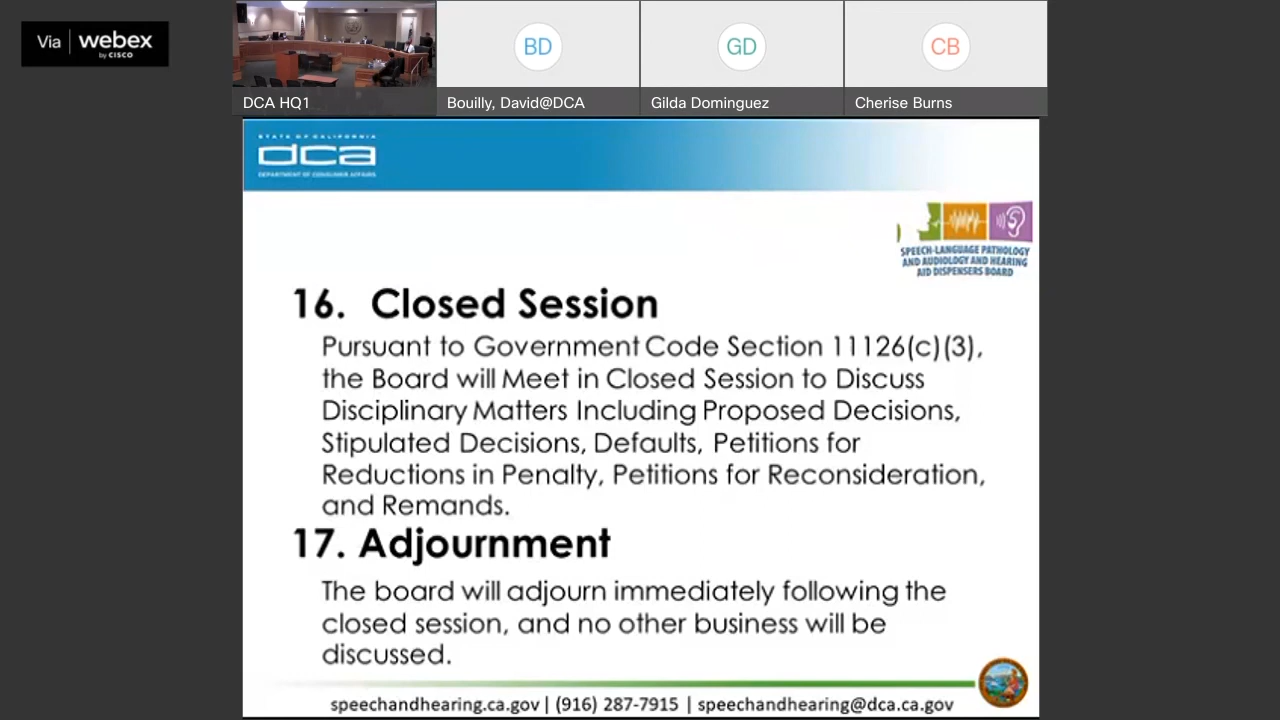 Via webex
by CISCO
BD
GD
CB
DCA HQ1
Bouilly, David@DCA
Gilda Dominguez
Cherise Burns
STATE OF CALIFORNIA
dca
DEPARTMENT OF CONSUMER AFFAIRS
SPEECH-LANGUAGE PATHOLOGY
AND AUDIOLOGY AND HEARING
AID DISPENSERS BOARD
16. Closed Session
Pursuant to Government Code Section 11126(c)(3),
the Board will Meet in Closed Session to Discuss
Disciplinary Matters Including Proposed Decisions,
Stipulated Decisions, Defaults, Petitions for
Reductions in Penalty, Petitions for Reconsideration,
and Remands.
17. Adjournment
The board will adjourn immediately following the
closed session, and no other business will be
discussed.
speechandhearing.ca.gov | (916) 287-7915 | speechandhearing@dca.ca.gov